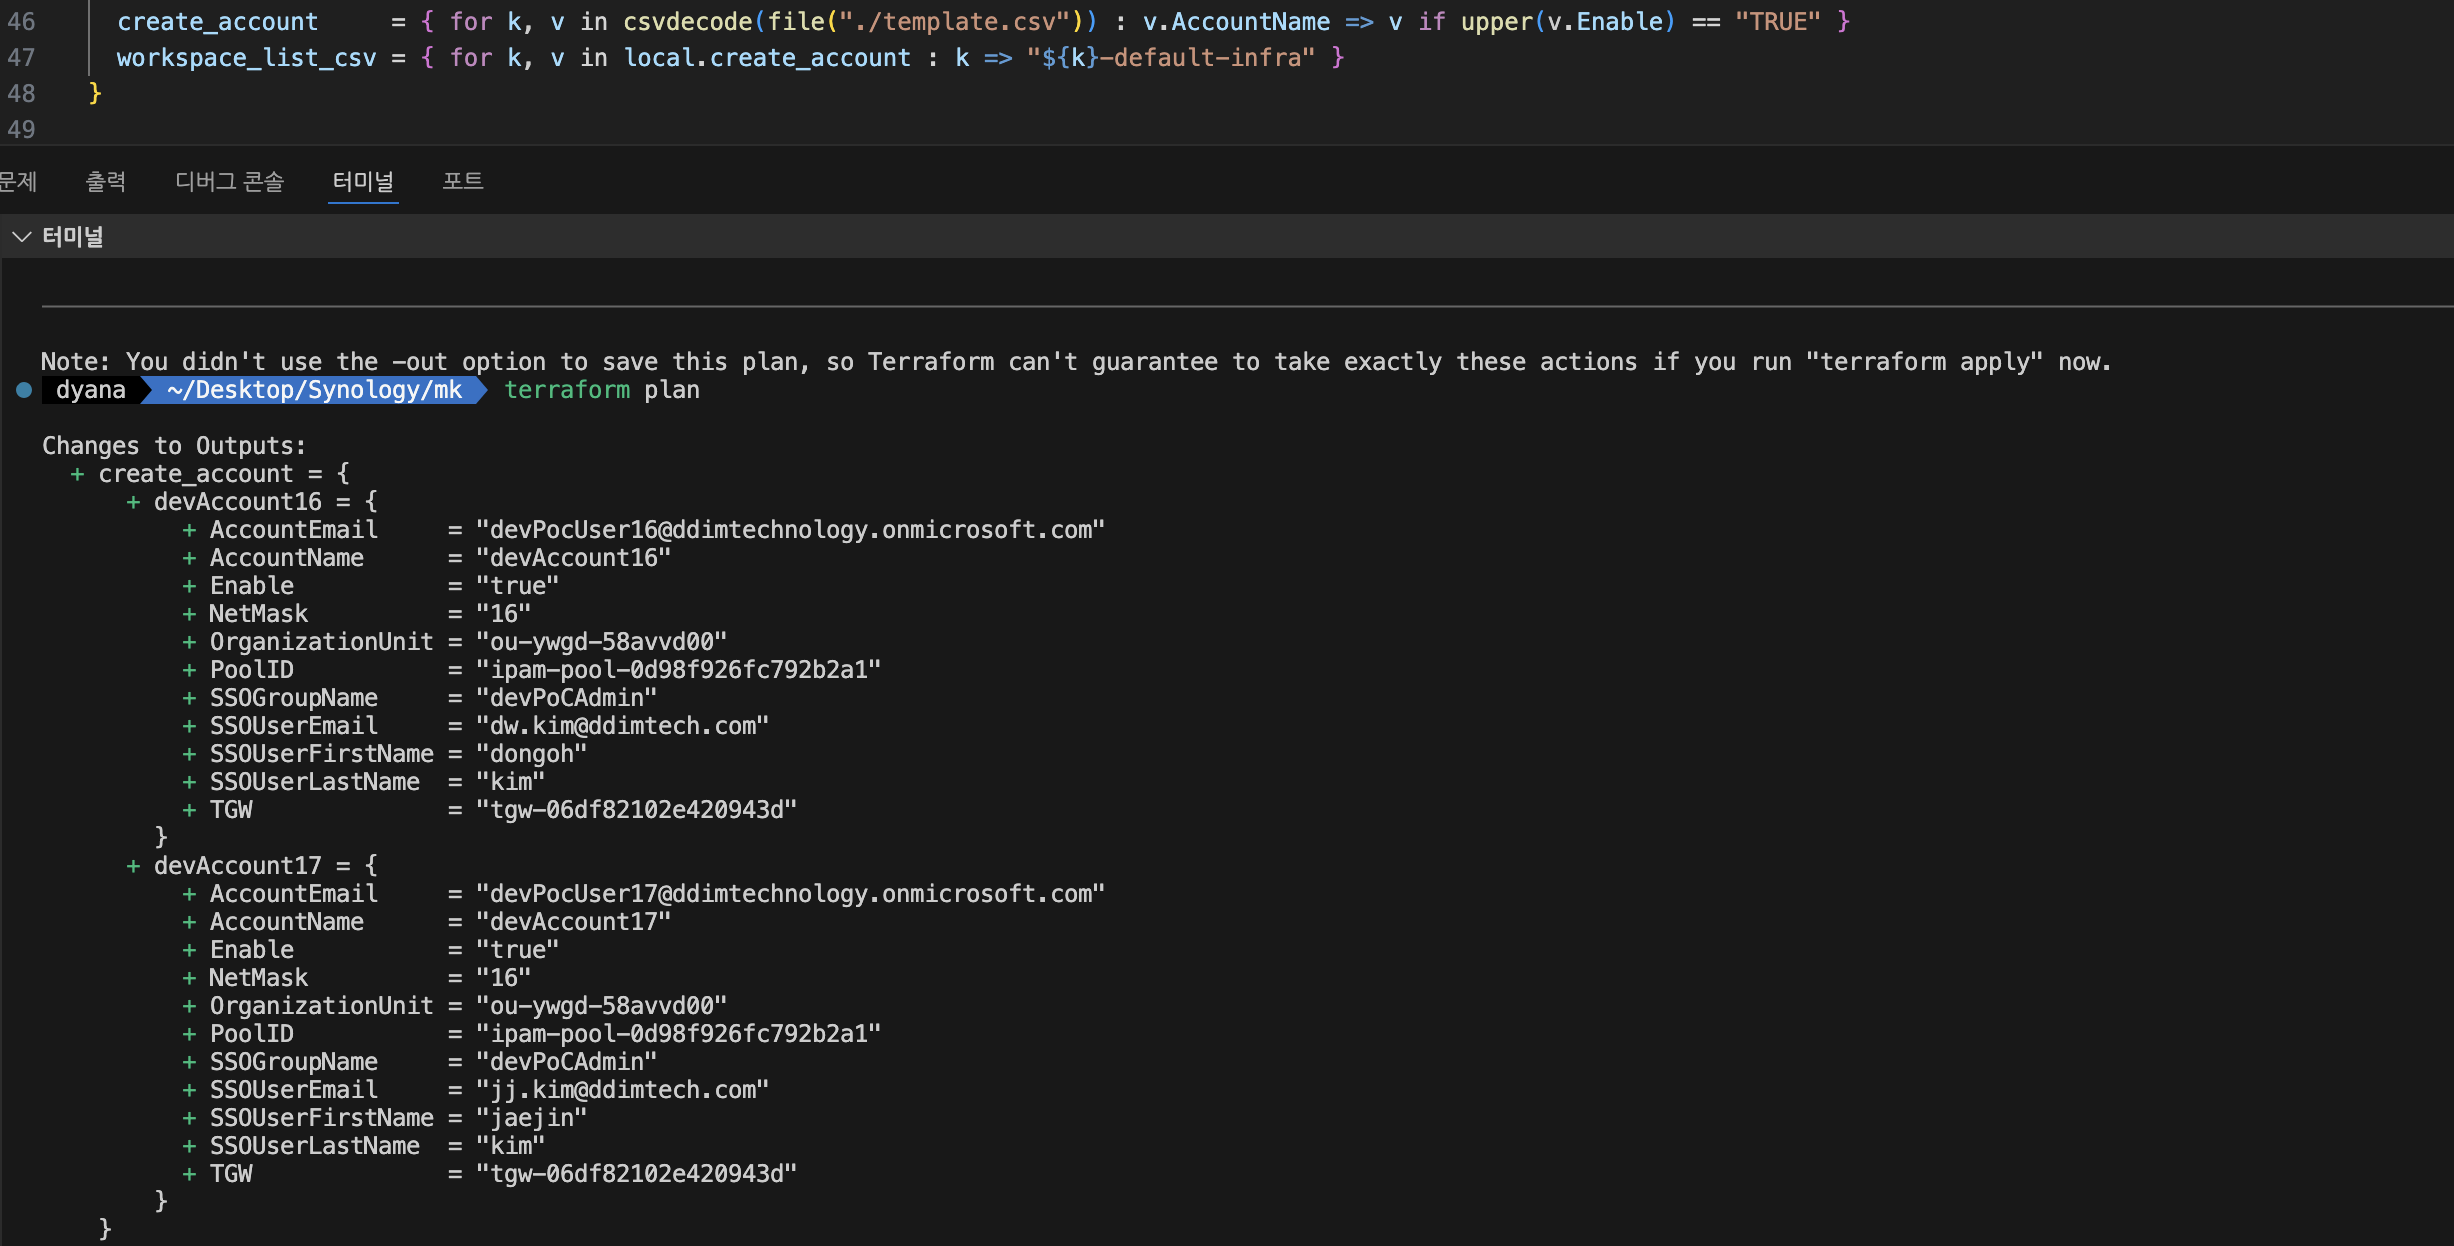 46 create_account     = { for k, v in csvdecode(file("./template.csv")) : v.AccountName => v if upper(v.Enable) == "TRUE" }
47 workspace_list_csv = { for k, v in local.create_account : k => "${k}-default-infra" }
48 }
49
문제 출력 디버그 콘솔 터미널 포트
터미널
Note: You didn't use the -out option to save this plan, so Terraform can't guarantee to take exactly these actions if you run "terraform apply" now.
dyana ~/Desktop/Synology/mk terraform plan
Changes to Outputs:
  + create_account = {
      + devAccount16 = {
          + AccountEmail     = "devPocUser16@ddimtechnology.onmicrosoft.com"
          + AccountName      = "devAccount16"
          + Enable           = "true"
          + NetMask          = "16"
          + OrganizationUnit = "ou-ywgd-58avvd00"
          + PoolID           = "ipam-pool-0d98f926fc792b2a1"
          + SSOGroupName     = "devPoCAdmin"
          + SSOUserEmail     = "dw.kim@ddimtech.com"
          + SSOUserFirstName = "dongoh"
          + SSOUserLastName  = "kim"
          + TGW              = "tgw-06df82102e420943d"
        }
      + devAccount17 = {
          + AccountEmail     = "devPocUser17@ddimtechnology.onmicrosoft.com"
          + AccountName      = "devAccount17"
          + Enable           = "true"
          + NetMask          = "16"
          + OrganizationUnit = "ou-ywgd-58avvd00"
          + PoolID           = "ipam-pool-0d98f926fc792b2a1"
          + SSOGroupName     = "devPoCAdmin"
          + SSOUserEmail     = "jj.kim@ddimtech.com"
          + SSOUserFirstName = "jaejin"
          + SSOUserLastName  = "kim"
          + TGW              = "tgw-06df82102e420943d"
        }
    }